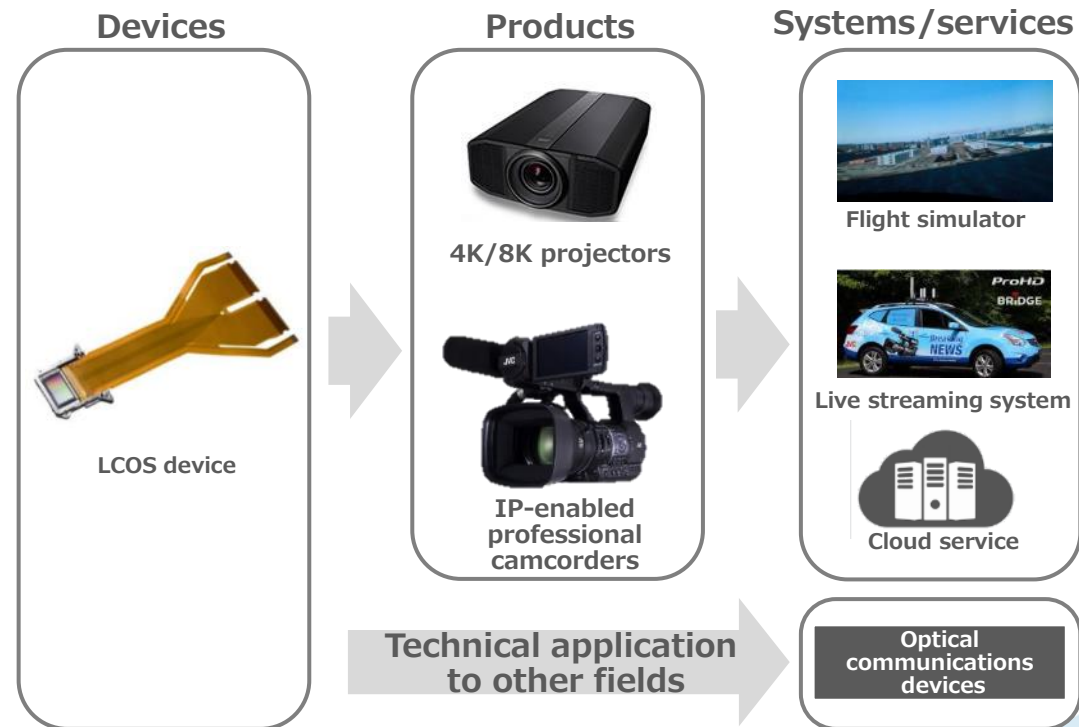 Devices
Products
Systems/services
LCOS device
4K/8K projectors
JVC
IP-enabled
professional
camcorders
Flight simulator
ProHD
BRiDGE
Breaking
NEWS
Live streaming system
Cloud service
Technical application
to other fields
Optical
communications
devices